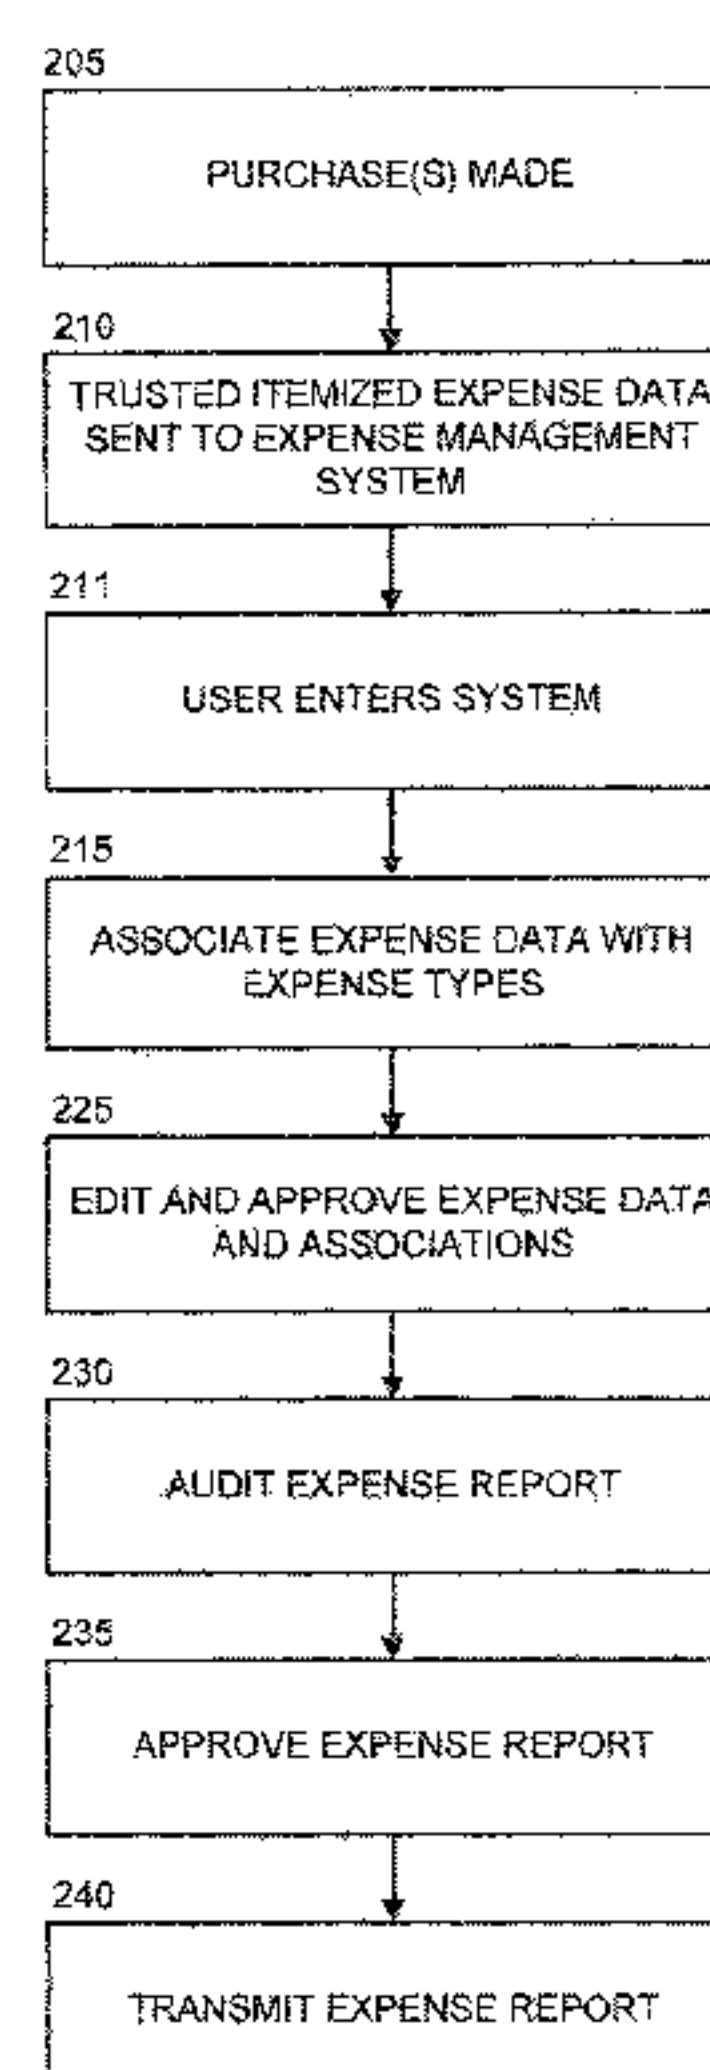 205
PURCHASE(S) MADE
210
TRUSTED ITEMIZED EXPENSE DATA
SENT TO EXPENSE MANAGEMENT
SYSTEM
211
USER ENTERS SYSTEM
215
ASSOCIATE EXPENSE DATA WITH
EXPENSE TYPES
225
EDIT AND APPROVE EXPENSE DATA
AND ASSOCIATIONS
230
AUDIT EXPENSE REPORT
235
APPROVE EXPENSE REPORT
240
TRANSMIT EXPENSE REPORT